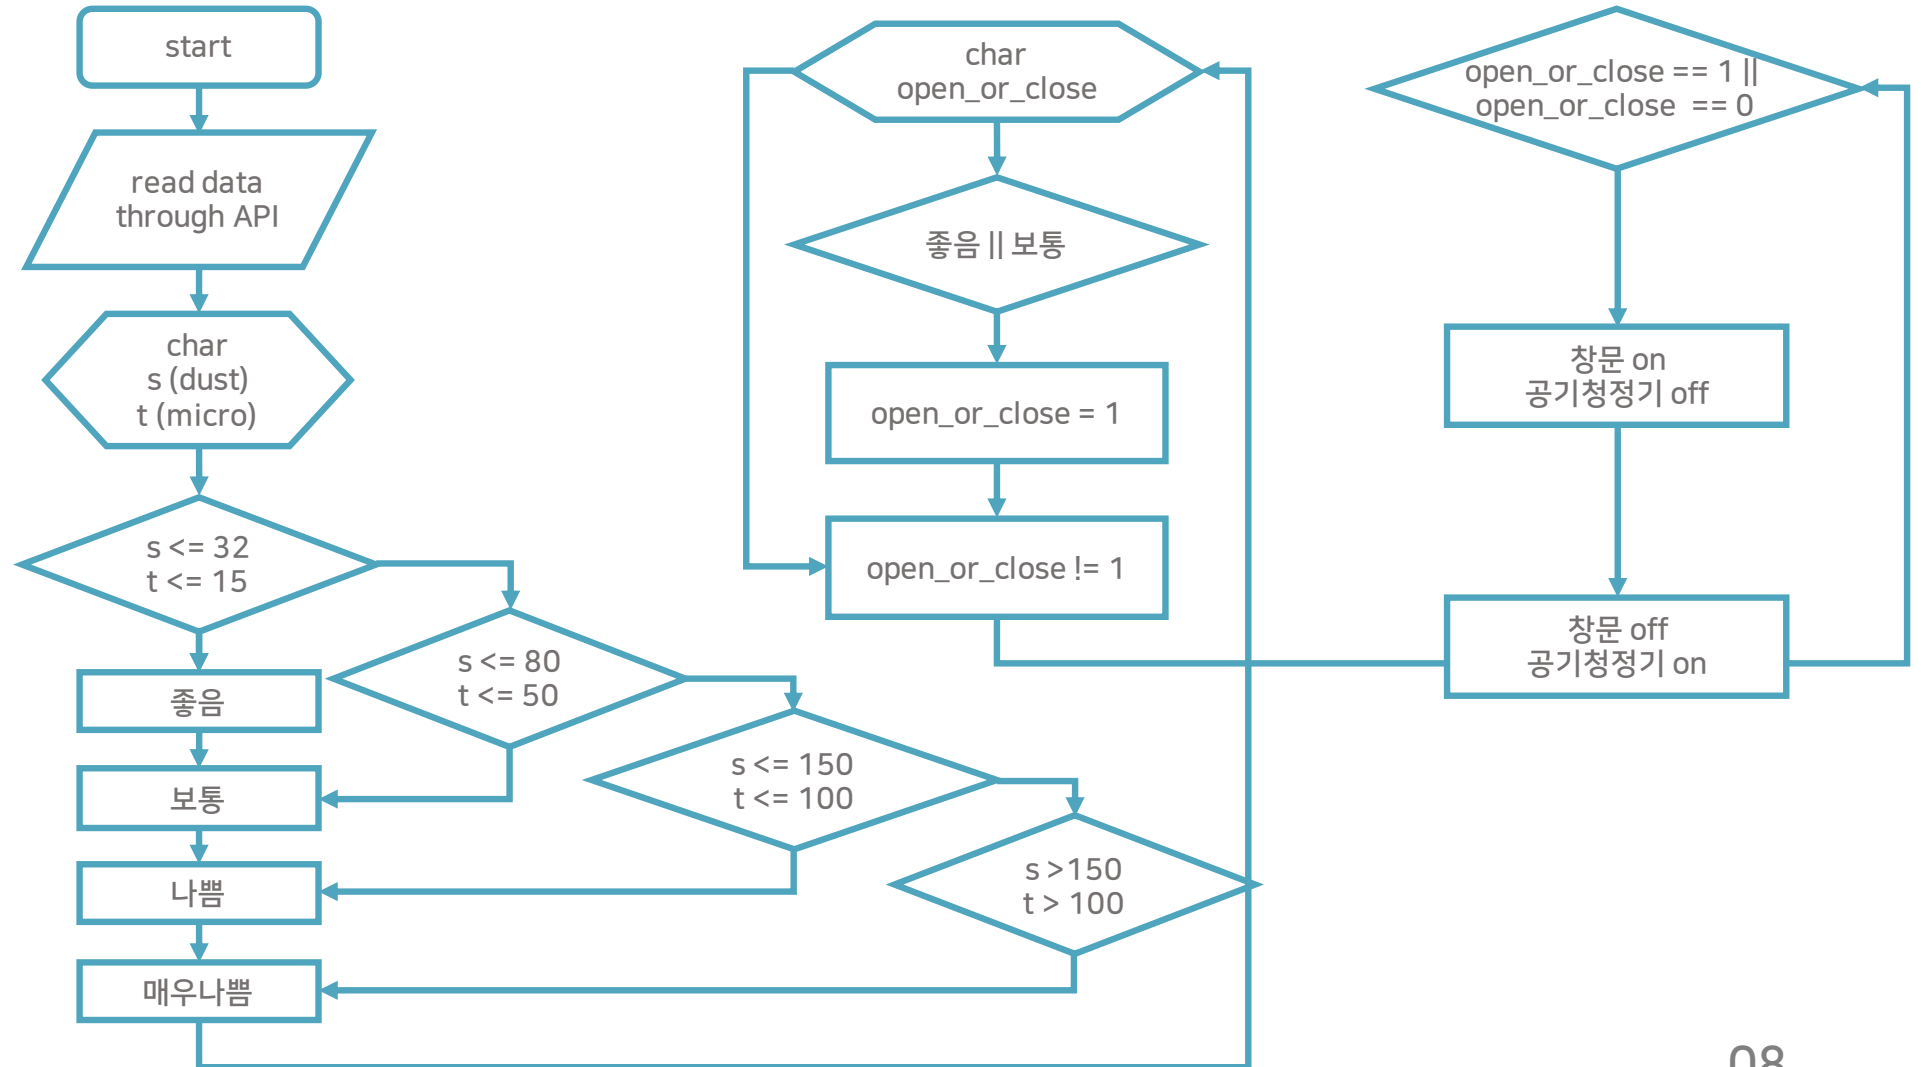 start
read data
through API
char
s (dust)
t (micro)
s <= 32
t <= 15
좋음
보통
나쁨
매우나쁨
s <= 80
t <= 50
s <= 150
t <= 100
s >150
t > 100
char
open_or_close
좋음 || 보통
open_or_close = 1
open_or_close != 1
open_or_close == 1 ||
open_or_close == 0
창문 on
공기청정기 off
창문 off
공기청정기 on
08